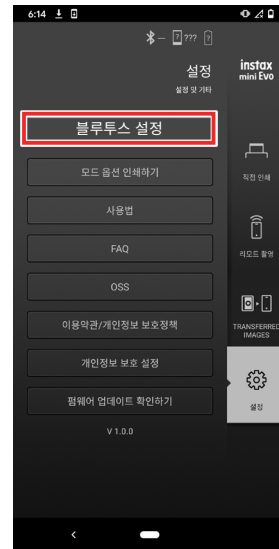 6:14
???
?
설정
설정 및 기타
instax
mini Evo
블루투스 설정
모드 옵션 인쇄하기
사용법
FAQ
OSS
이용약관/개인정보 보호정책
개인정보 보호 설정
펌웨어 업데이트 확인하기
V 1.0.0
직접 인쇄
리모트 촬영
TRANSFERRED
IMAGES
설정